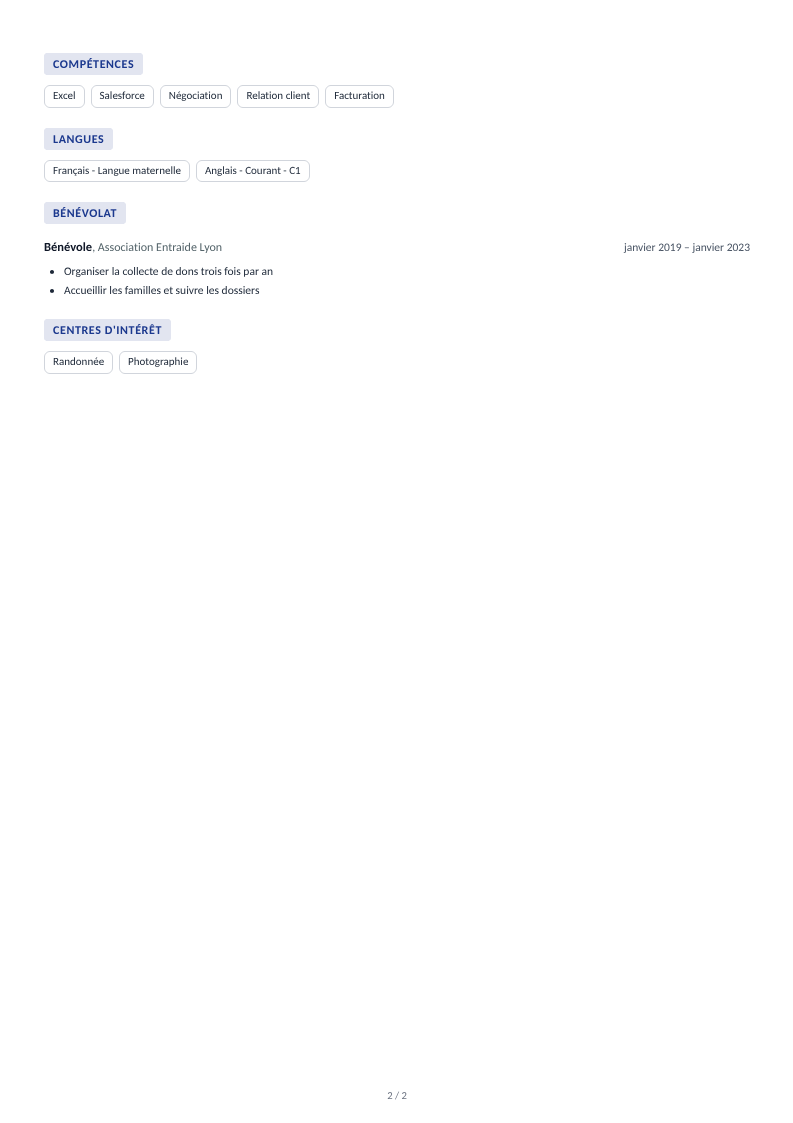 COMPÉTENCES
Excel Salesforce Négociation Relation client Facturation
LANGUES
Français - Langue maternelle Anglais - Courant - C1
BÉNÉVOLAT
Bénévole, Association Entraide Lyon janvier 2019 – janvier 2023
• Organiser la collecte de dons trois fois par an
• Accueillir les familles et suivre les dossiers
CENTRES D'INTÉRÊT
Randonnée Photographie
2 / 2